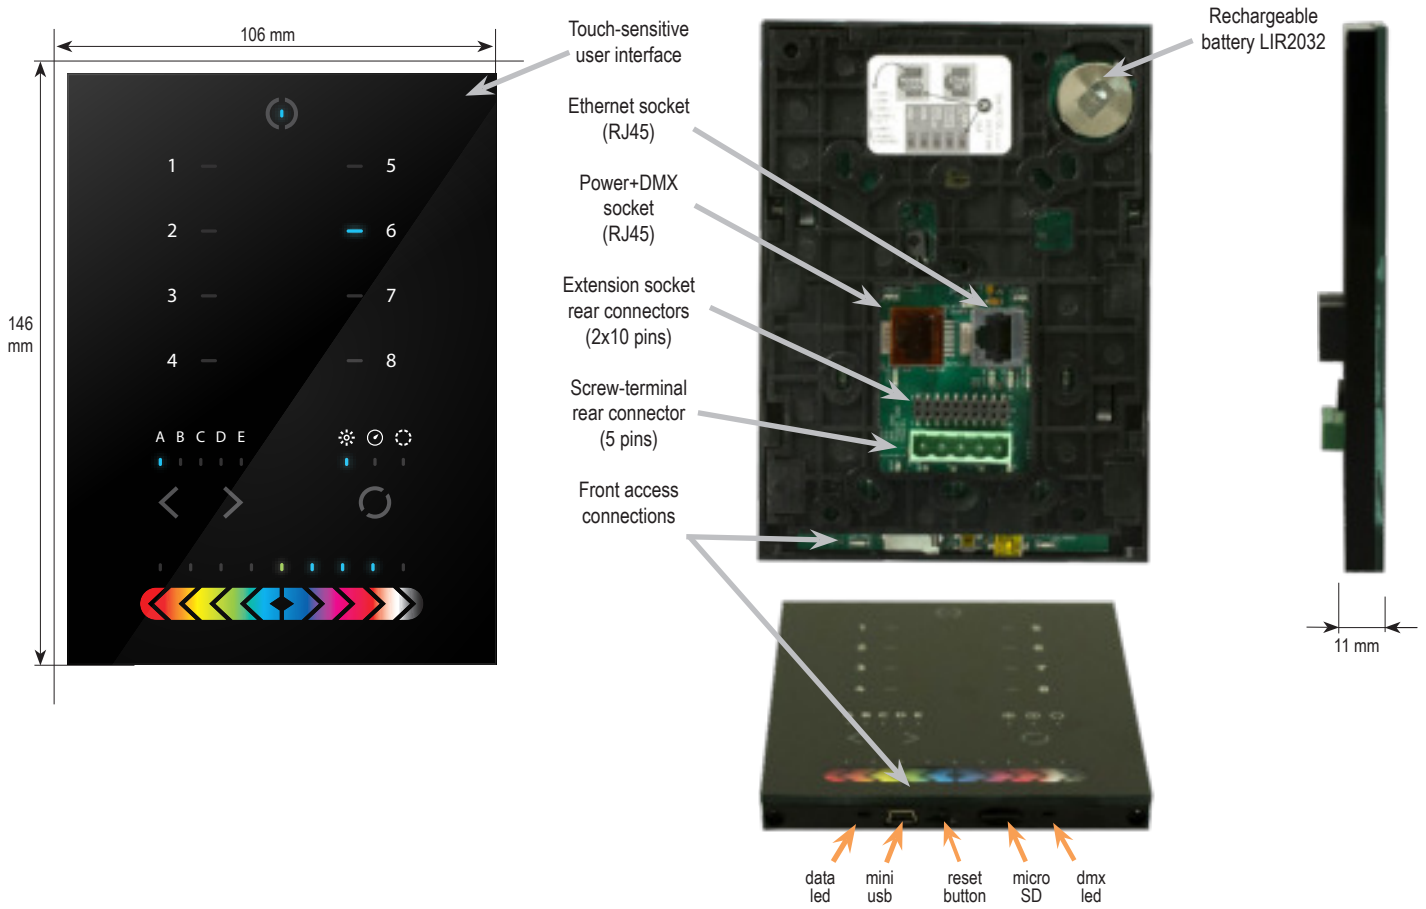 106 mm
146
mm
1
5
2
6
3
7
4
8
A B C D E
Touch-sensitive
user interface
Ethernet socket
(RJ45)
Power+DMX
socket
(RJ45)
Extension socket
rear connectors
(2x10 pins)
Screw-terminal
rear connector
(5 pins)
Front access
connections
Rechargeable
battery LIR2032
11 mm
data
led
mini
usb
reset
button
micro
SD
dmx
led